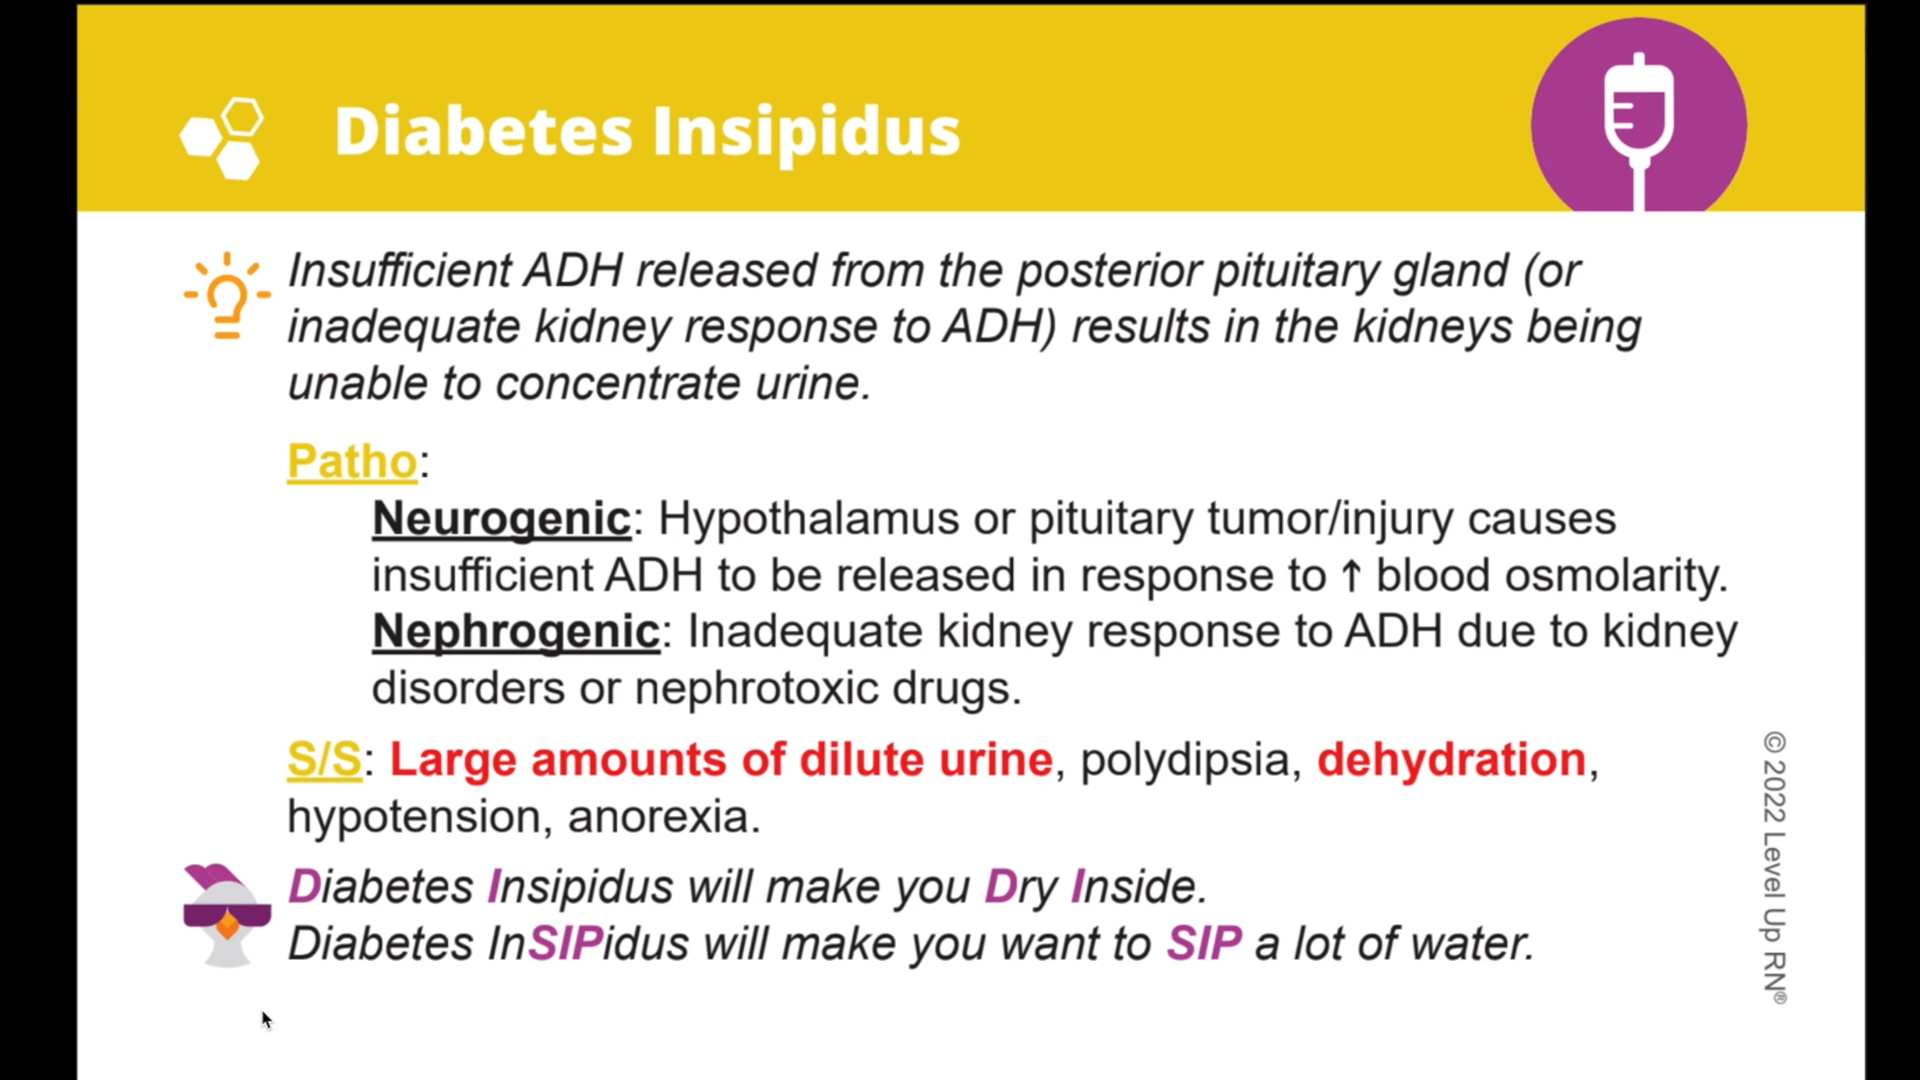 Diabetes Insipidus
Insufficient ADH released from the posterior pituitary gland (or
inadequate kidney response to ADH) results in the kidneys being
unable to concentrate urine.
Patho:
Neurogenic: Hypothalamus or pituitary tumor/injury causes
insufficient ADH to be released in response to ↑ blood osmolarity.
Nephrogenic: Inadequate kidney response to ADH due to kidney
disorders or nephrotoxic drugs.
S/S: Large amounts of dilute urine, polydipsia, dehydration,
hypotension, anorexia.
Diabetes Insipidus will make you Dry Inside.
Diabetes InSIPidus will make you want to SIP a lot of water.
©2022 Level Up RN®